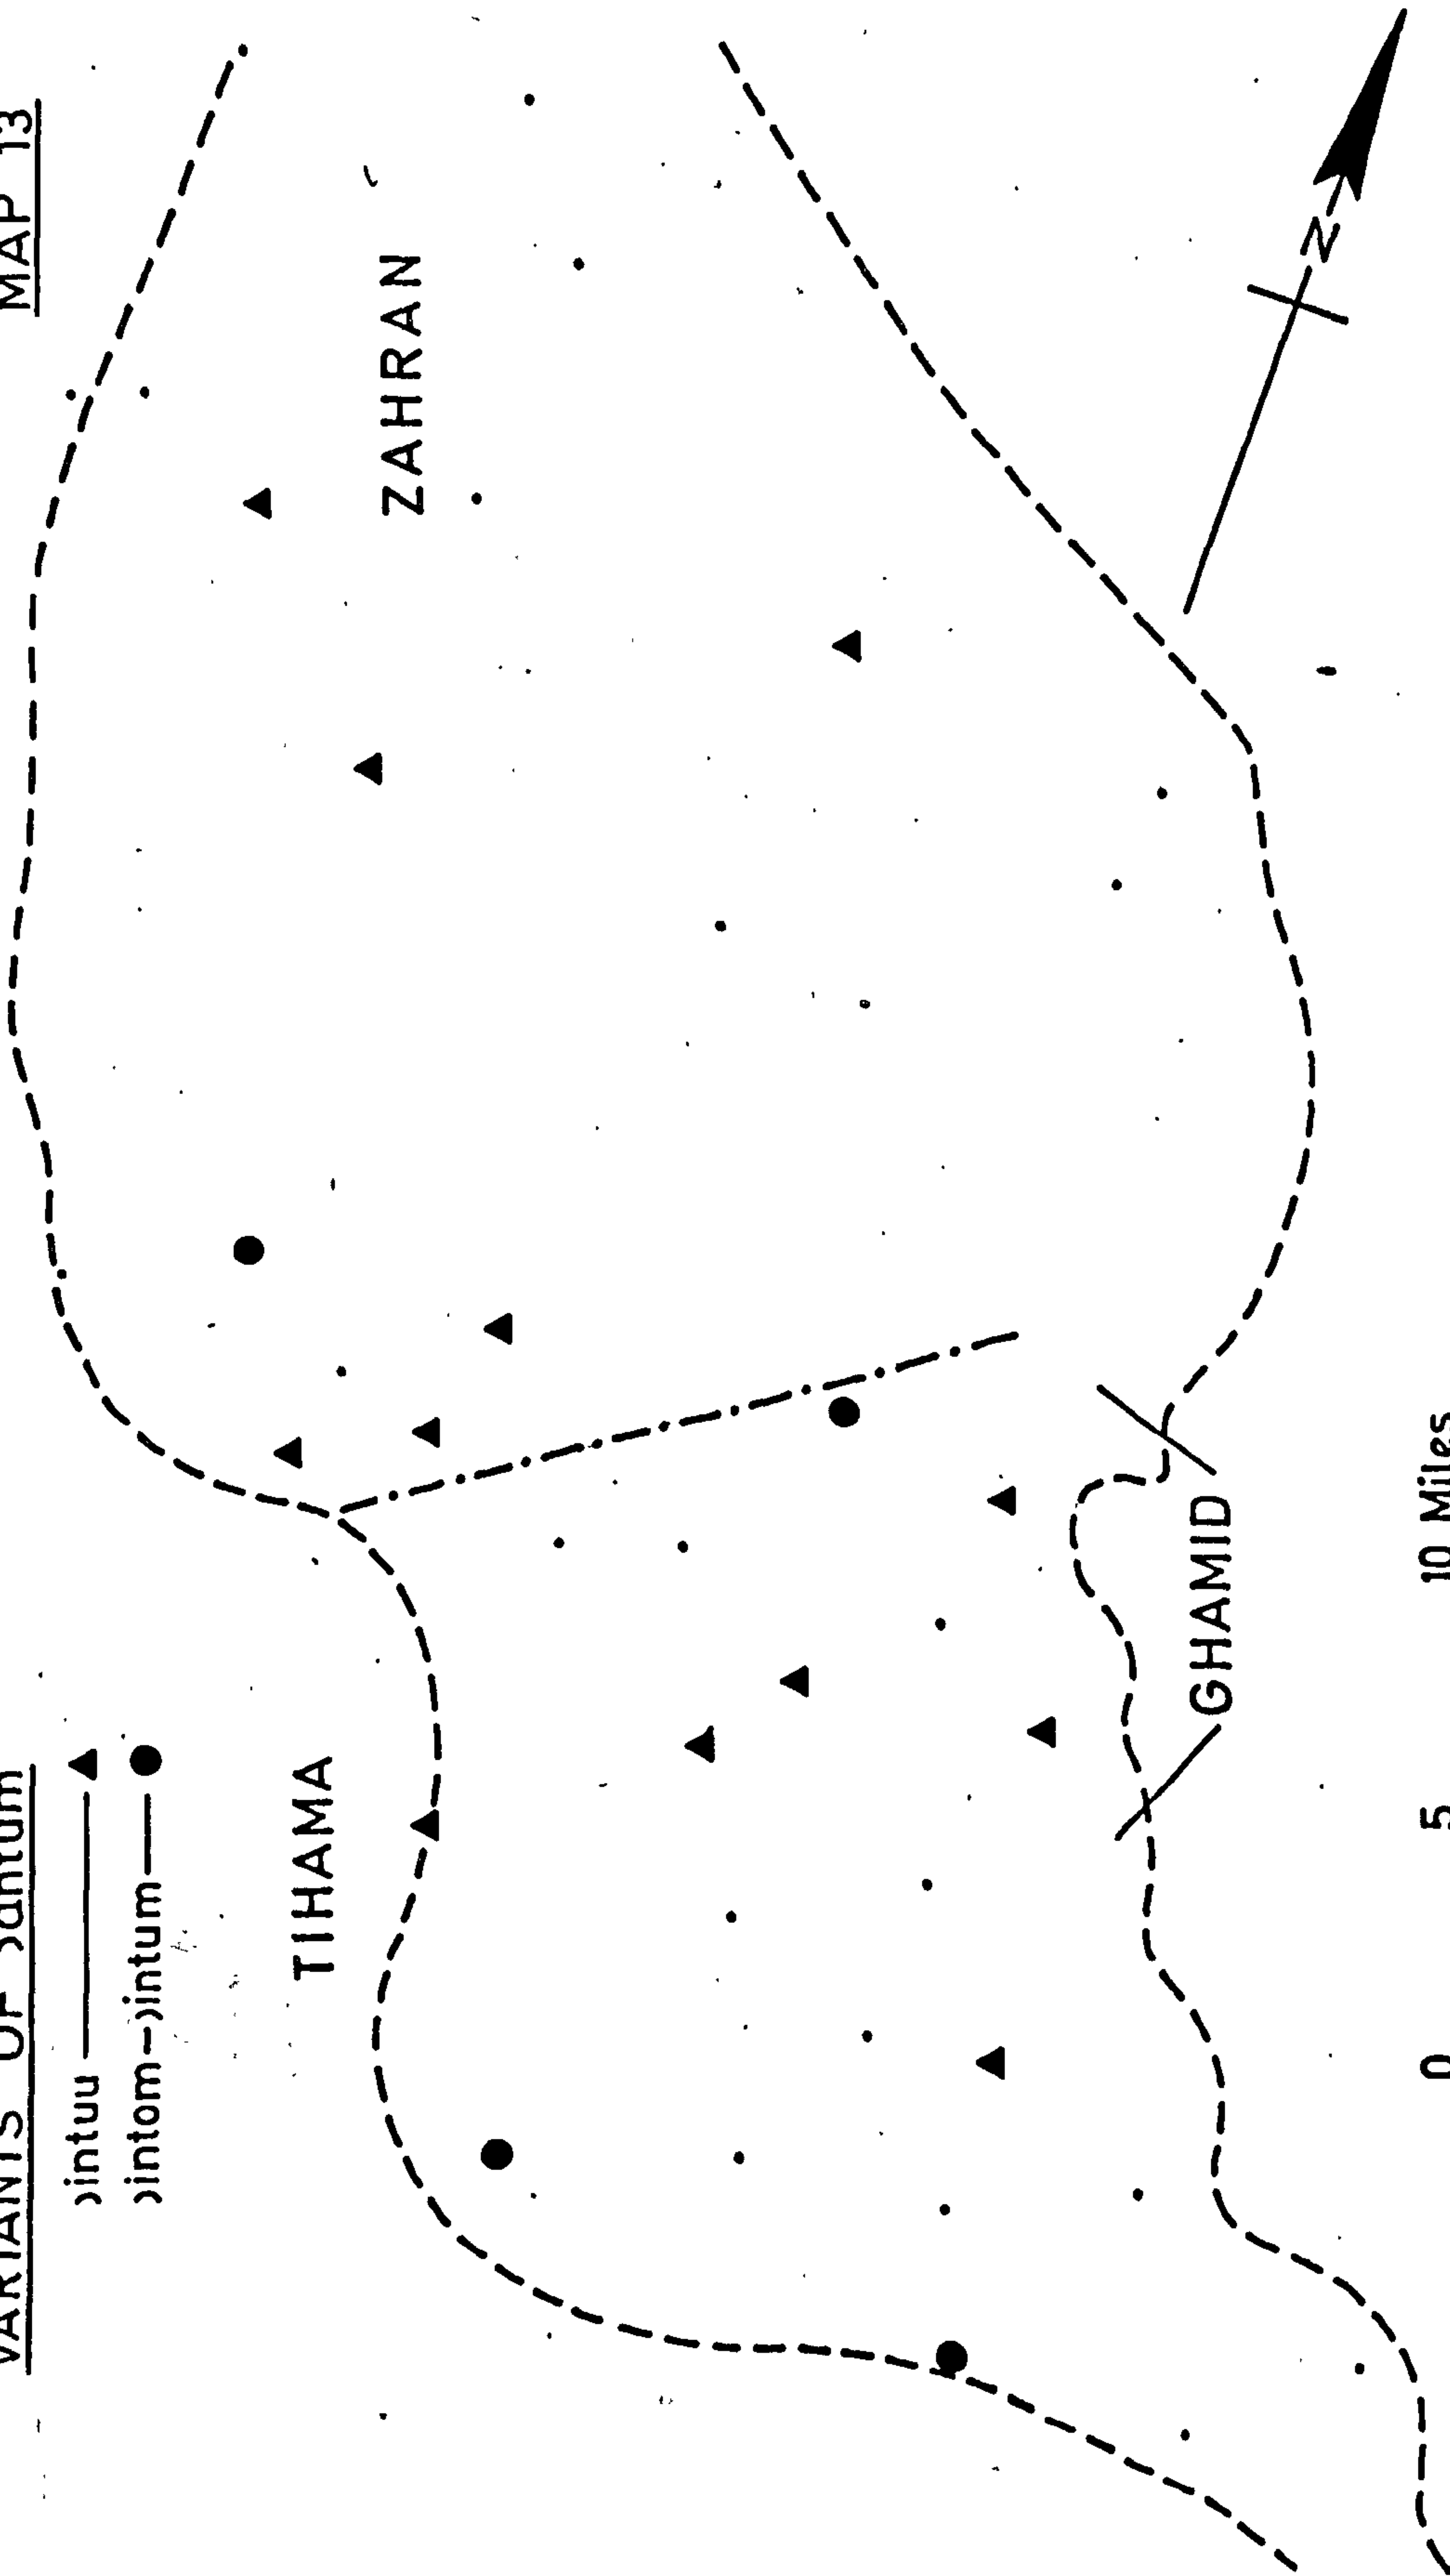 MAP 13
VARIANTS OF ɔantum
ɔintuu
ɔintom–ɔintum
TIHAMA
ZAHRAN
GHAMID
N
0 5 10 Miles